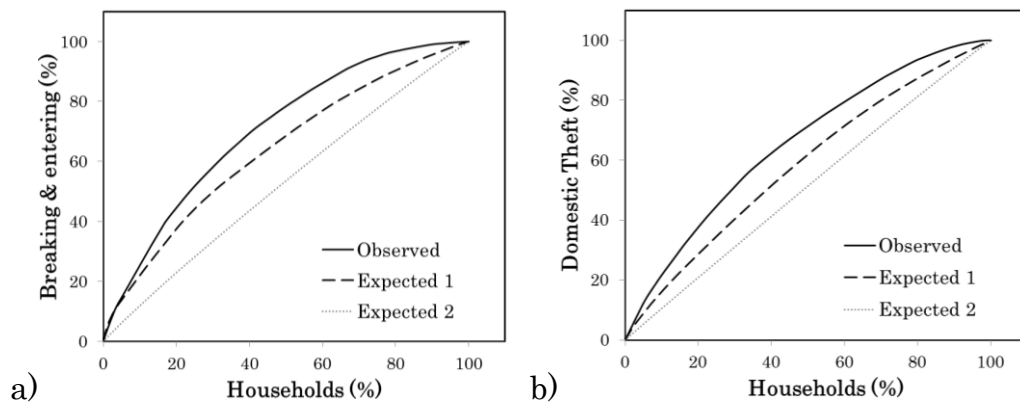 100
80
60
40
20
0
Breaking & entering (%)
Observed
Expected 1
Expected 2
0 20 40 60 80 100
Households (%)
a)
100
80
60
40
20
0
Domestic Theft (%)
Observed
Expected 1
Expected 2
0 20 40 60 80 100
Households (%)
b)